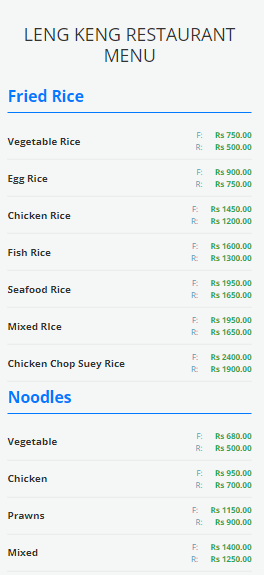 LENG KENG RESTAURANT
MENU
Fried Rice
Vegetable Rice F: Rs 750.00
R: Rs 500.00
Egg Rice F: Rs 900.00
R: Rs 750.00
Chicken Rice F: Rs 1450.00
R: Rs 1200.00
Fish Rice F: Rs 1600.00
R: Rs 1300.00
Seafood Rice F: Rs 1950.00
R: Rs 1650.00
Mixed RIce F: Rs 1950.00
R: Rs 1650.00
Chicken Chop Suey Rice F: Rs 2400.00
R: Rs 1900.00
Noodles
Vegetable F: Rs 680.00
R: Rs 500.00
Chicken F: Rs 950.00
R: Rs 700.00
Prawns F: Rs 1150.00
R: Rs 900.00
Mixed F: Rs 1400.00
R: Rs 1250.00